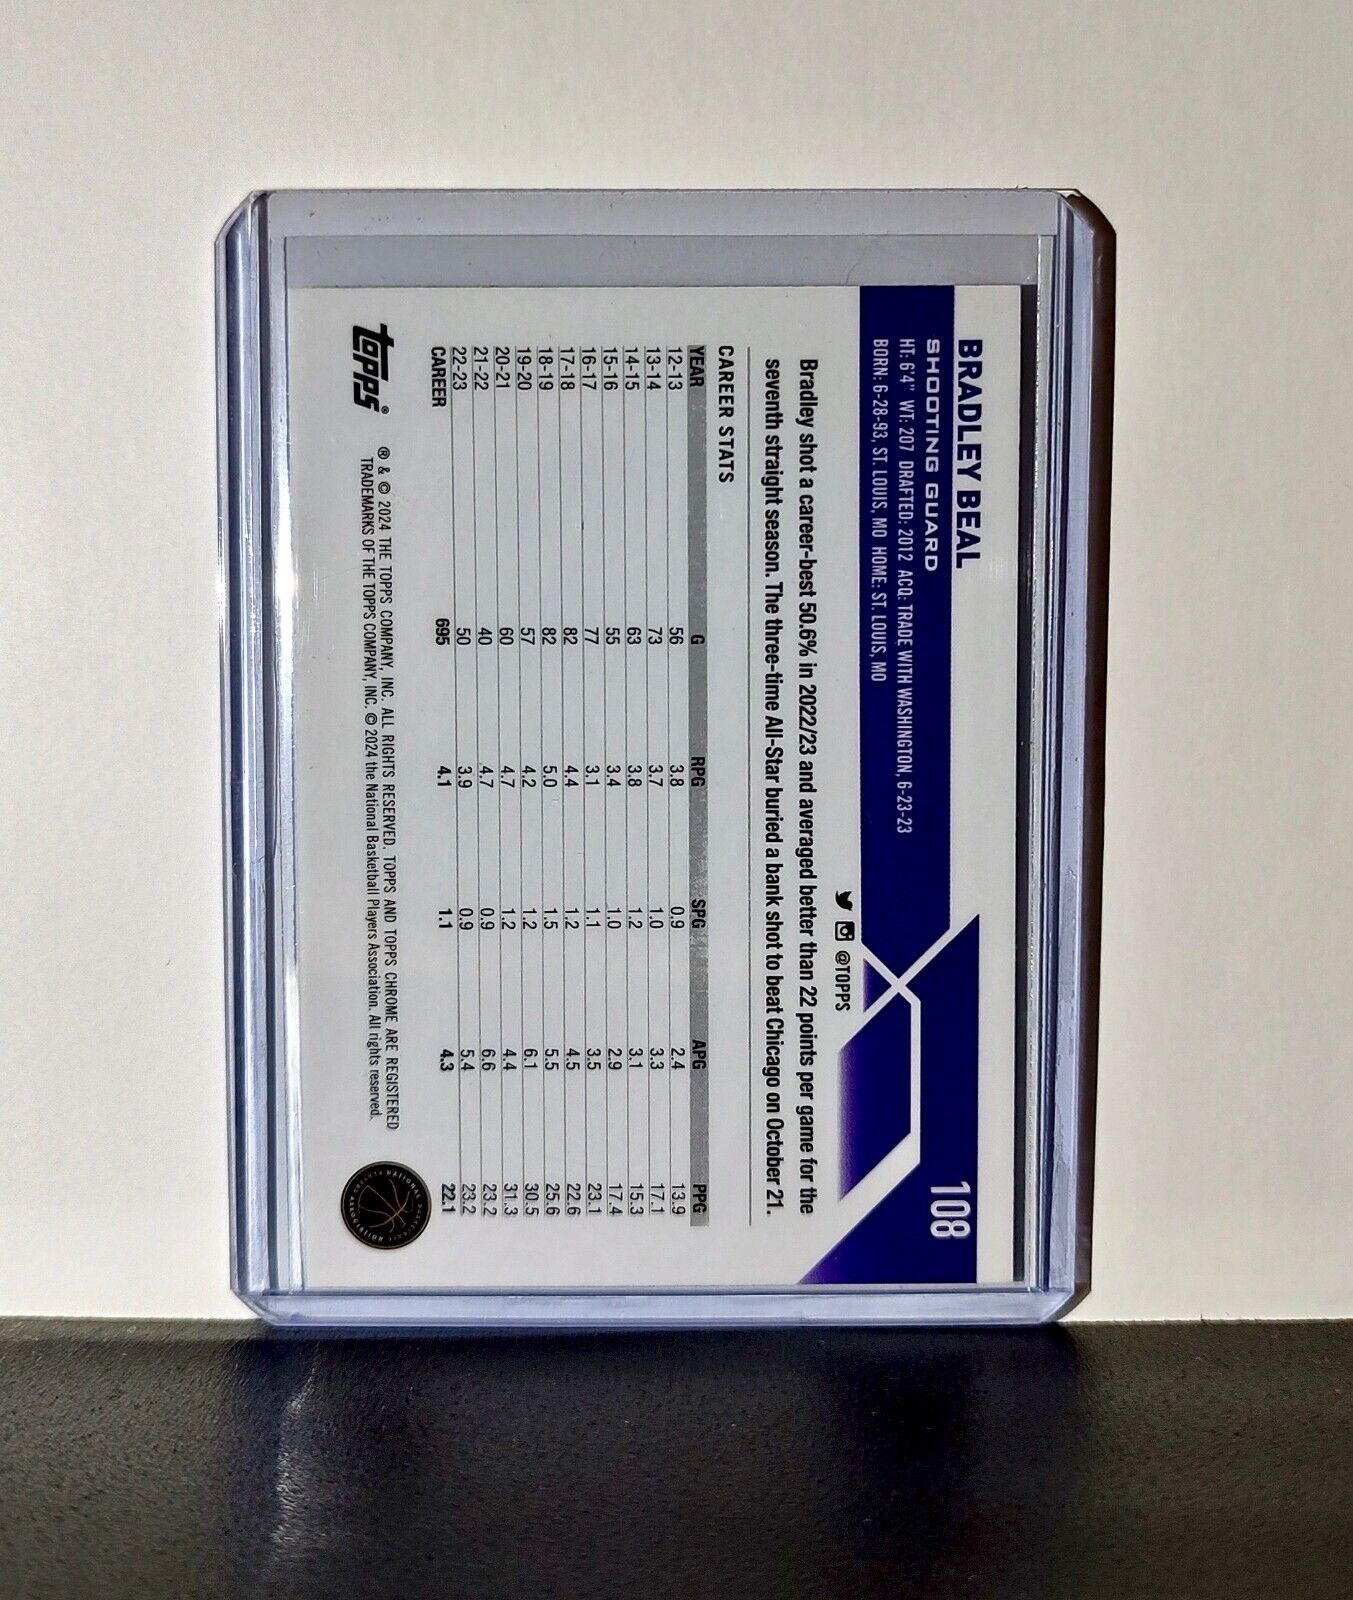 BRADLEY BEAL
108
SHOOTING GUARD
HT: 6'4" WT: 207 DRAFTED: 2012 ACQ: TRADE WITH WASHINGTON, 6-23-23
BORN: 6-28-93, ST. LOUIS, MO HOME: ST. LOUIS, MO
@TOPPS
Bradley shot a career-best 50.6% in 2022/23 and averaged better than 22 points per game for the
seventh straight season. The three-time All-Star buried a bank shot to beat Chicago on October 21.
CAREER STATS
YEAR G RPG SPG APG PPG
12-13 56 3.8 0.9 2.4 13.9
13-14 73 3.7 1.0 3.3 17.1
14-15 63 3.8 1.2 3.1 15.3
15-16 55 3.4 1.0 2.9 17.4
16-17 77 3.1 1.1 3.5 23.1
17-18 82 4.4 1.2 4.5 22.6
18-19 82 5.0 1.5 5.5 25.6
19-20 57 4.2 1.2 6.1 30.5
20-21 60 4.7 1.2 4.4 31.3
21-22 40 4.7 0.9 6.6 23.2
22-23 50 3.9 0.9 5.4 23.2
CAREER 695 4.1 1.1 4.3 22.1
topps®
® & © 2024 THE TOPPS COMPANY, INC. ALL RIGHTS RESERVED. TOPPS AND TOPPS CHROME ARE REGISTERED
TRADEMARKS OF THE TOPPS COMPANY, INC. © 2024 the National Basketball Players Association. All rights reserved.
NATIONAL BASKETBALL PLAYERS ASSOCIATION